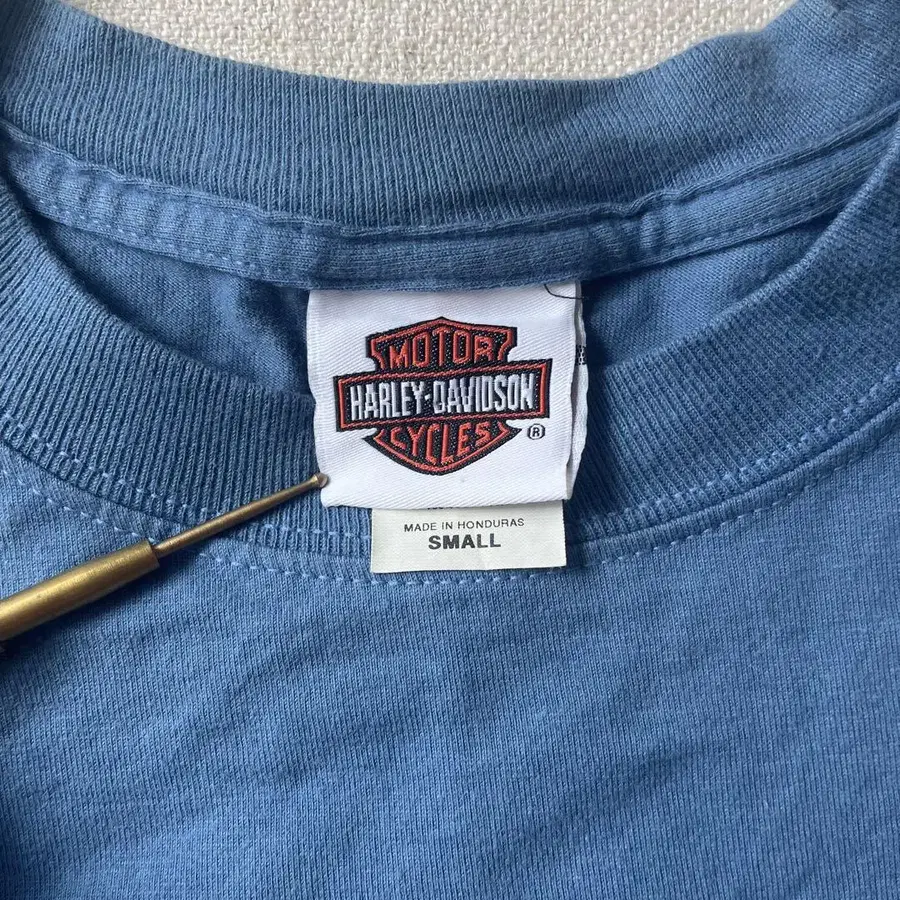 MOTOR
HARLEY-DAVIDSON
CYCLES
®
MADE IN HONDURAS
SMALL